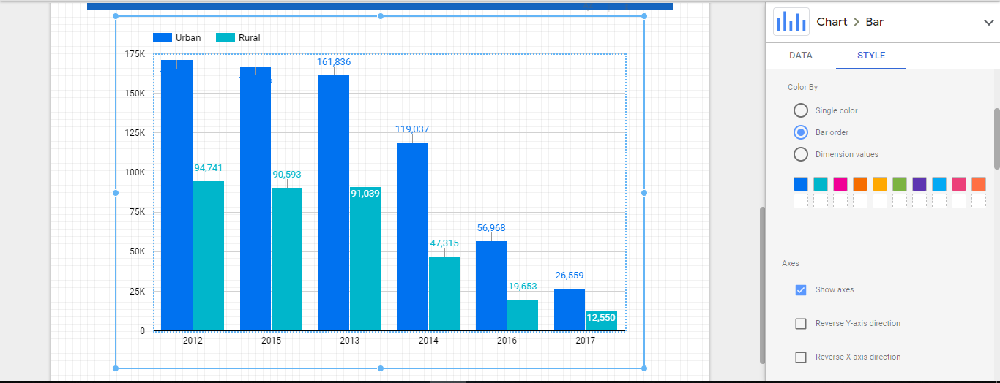 Chart > Bar
DATA STYLE
Urban Rural
175K
150K
125K
100K
75K
50K
25K
0
161,836
119,037
94,741
90,593
91,039
56,968
47,315
26,559
19,653
12,550
2012 2015 2013 2014 2016 2017
Color By
Single color
Bar order
Dimension values
Axes
Show axes
Reverse Y-axis direction
Reverse X-axis direction